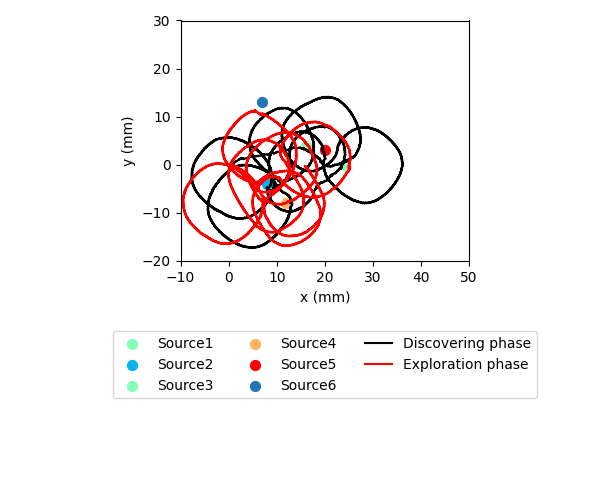 30
20
10
0
−10
−20
y (mm)
−10 0 10 20 30 40 50
x (mm)
Source1 Source4 Discovering phase
Source2 Source5 Exploration phase
Source3 Source6